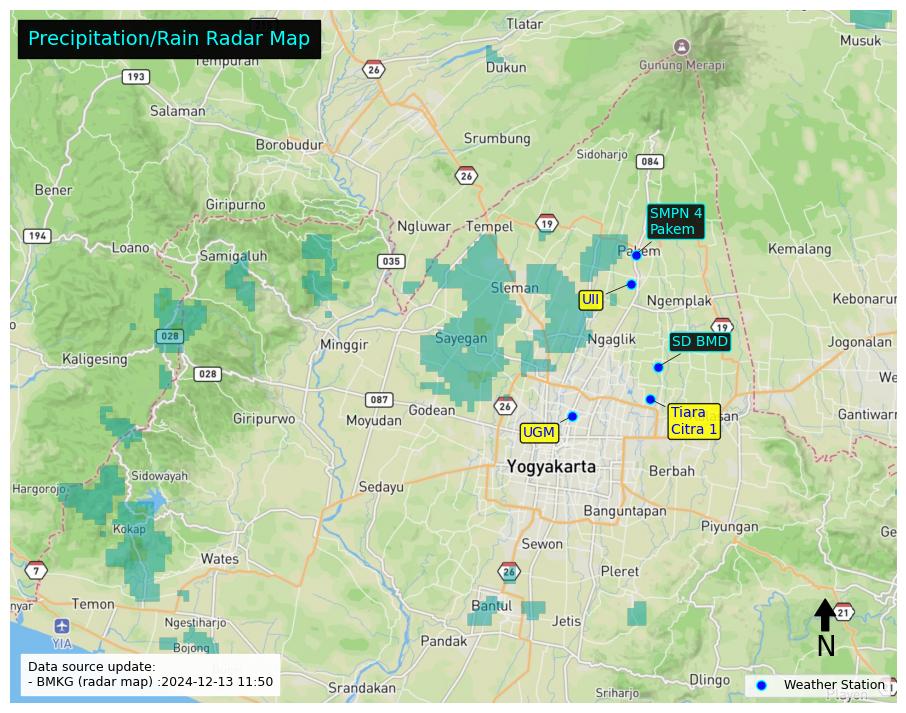 Precipitation/Rain Radar Map
Tlatar
Musuk
Tempuran
26
Dukun
Gunung Merapi
193
Salaman
Srumbung
Borobudur
Sidoharjo
084
26
Bener
Giripurno
SMPN 4
Pakem
194
Ngluwar
Tempel
19
Loano
Samigaluh
035
Pakem
Kemalang
Sleman
UII
Ngemplak
Kebonarum
19
028
Sayegan
Ngaglik
SD BMD
Minggir
Jogonalan
Kaligesing
028
087
Godean
26
Tiara
Citra 1
Giripurwo
Moyudan
UGM
Gantiwarn
Yogyakarta
Berbah
Hargorojo
Sidowayah
Sedayu
Banguntapan
Kokap
Piyungan
Sewon
Wates
7
26
Pleret
Temon
Bantul
21
Ngestiharjo
Jetis
YIA
Pandak
N
Bojong
Data source update:
- BMKG (radar map) :2024-12-13 11:50
Dlingo
Weather Station
Srandakan
Sriharjo